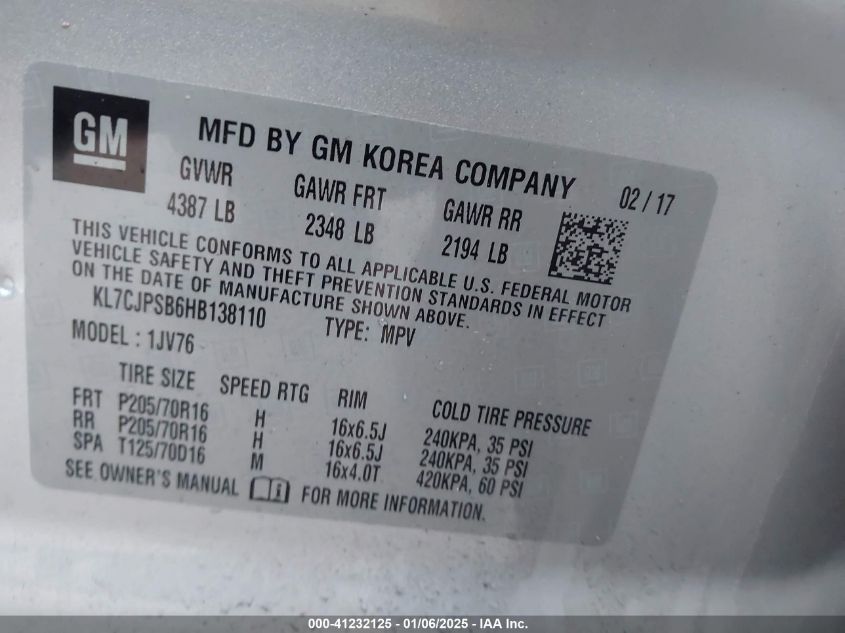 GM
MFD BY GM KOREA COMPANY 02 / 17
GVWR GAWR FRT GAWR RR
4387 LB 2348 LB 2194 LB
THIS VEHICLE CONFORMS TO ALL APPLICABLE U.S. FEDERAL MOTOR
VEHICLE SAFETY AND THEFT PREVENTION STANDARDS IN EFFECT
ON THE DATE OF MANUFACTURE SHOWN ABOVE.
KL7CJPSB6HB138110 TYPE: MPV
MODEL : 1JV76
TIRE SIZE SPEED RTG RIM COLD TIRE PRESSURE
FRT P205/70R16 H 16x6.5J 240KPA, 35 PSI
RR P205/70R16 H 16x6.5J 240KPA, 35 PSI
SPA T125/70D16 M 16x4.0T 420KPA, 60 PSI
SEE OWNER'S MANUAL i FOR MORE INFORMATION.
000-41232125 - 01/06/2025 - IAA Inc.